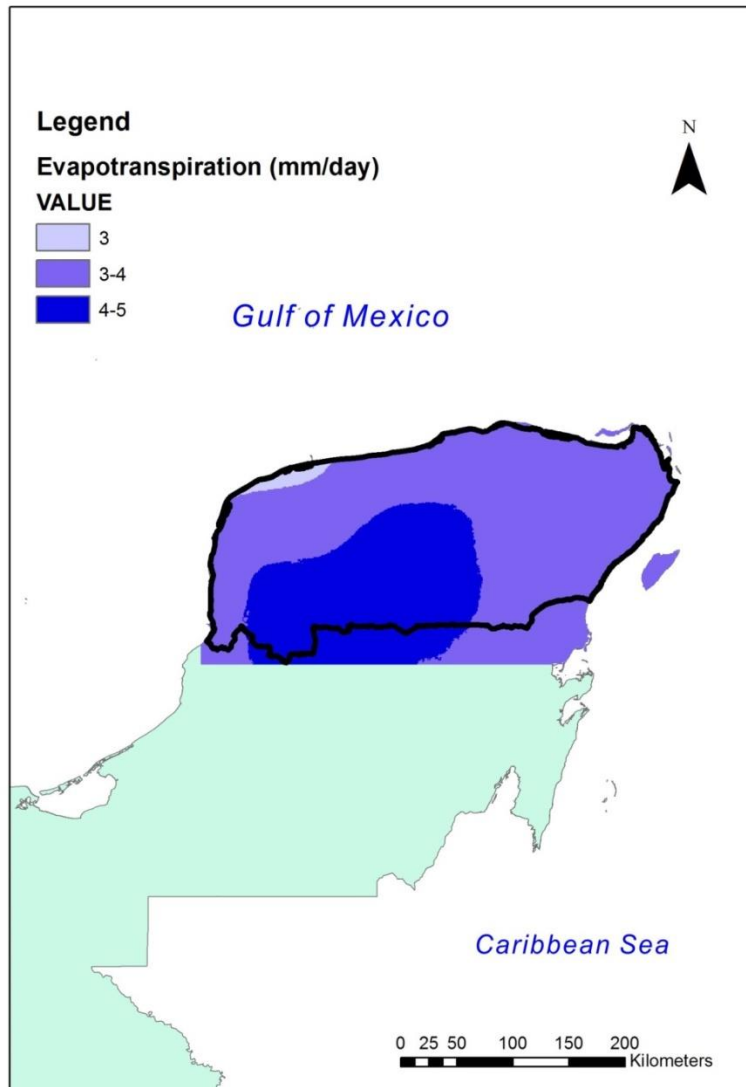 Legend
Evapotranspiration (mm/day)
VALUE
3
3-4
4-5
N
Gulf of Mexico
Caribbean Sea
0 25 50 100 150 200
Kilometers